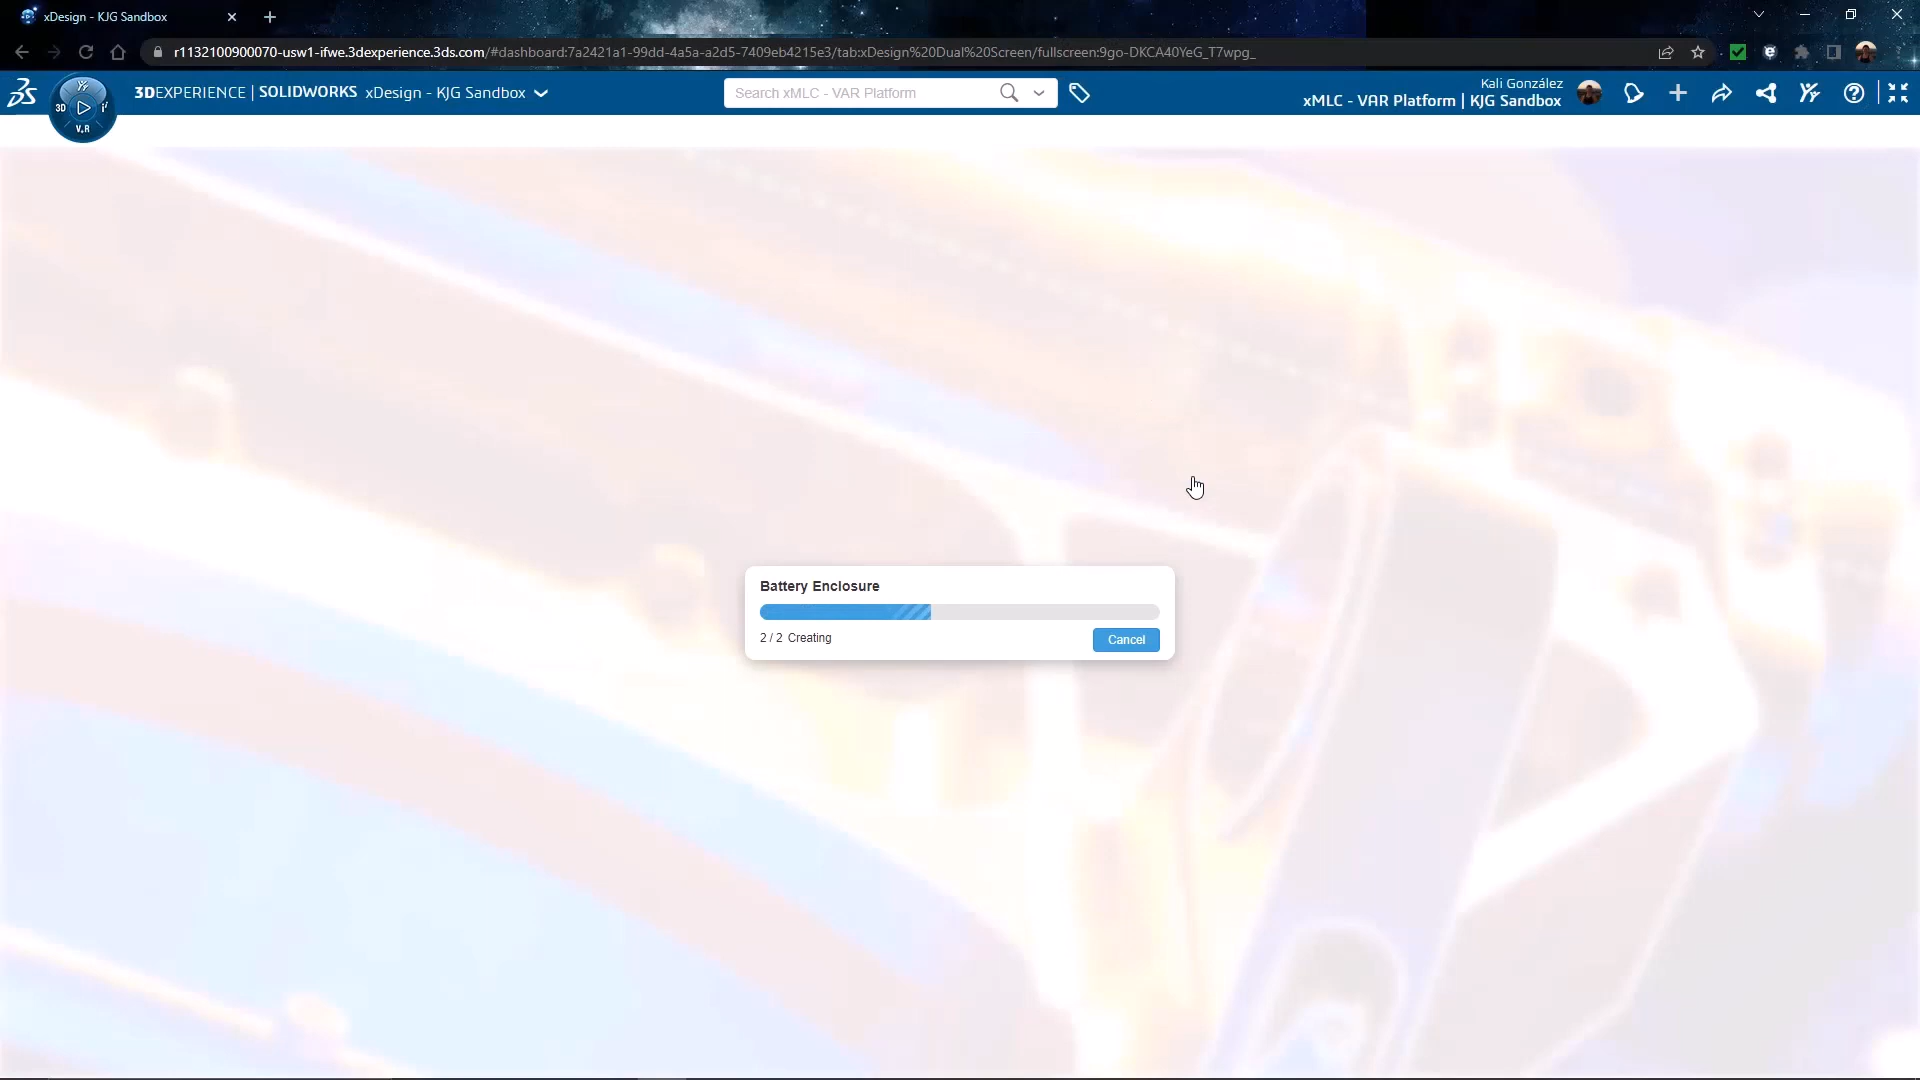 xDesign - KJG Sandbox
r1132100900070-usw1-ifwe.3dexperience.3ds.com/#dashboard:7a2421a1-99dd-4a5a-a2d5-7409eb4215e3/tab:xDesign%20Dual%20Screen/fullscreen:9go-DKCA40YeG_T7wpg_
3DEXPERIENCE | SOLIDWORKS xDesign - KJG Sandbox
Search xMLC - VAR Platform
Kali González
xMLC - VAR Platform | KJG Sandbox
3D
V.R
Battery Enclosure
2 / 2 Creating
Cancel